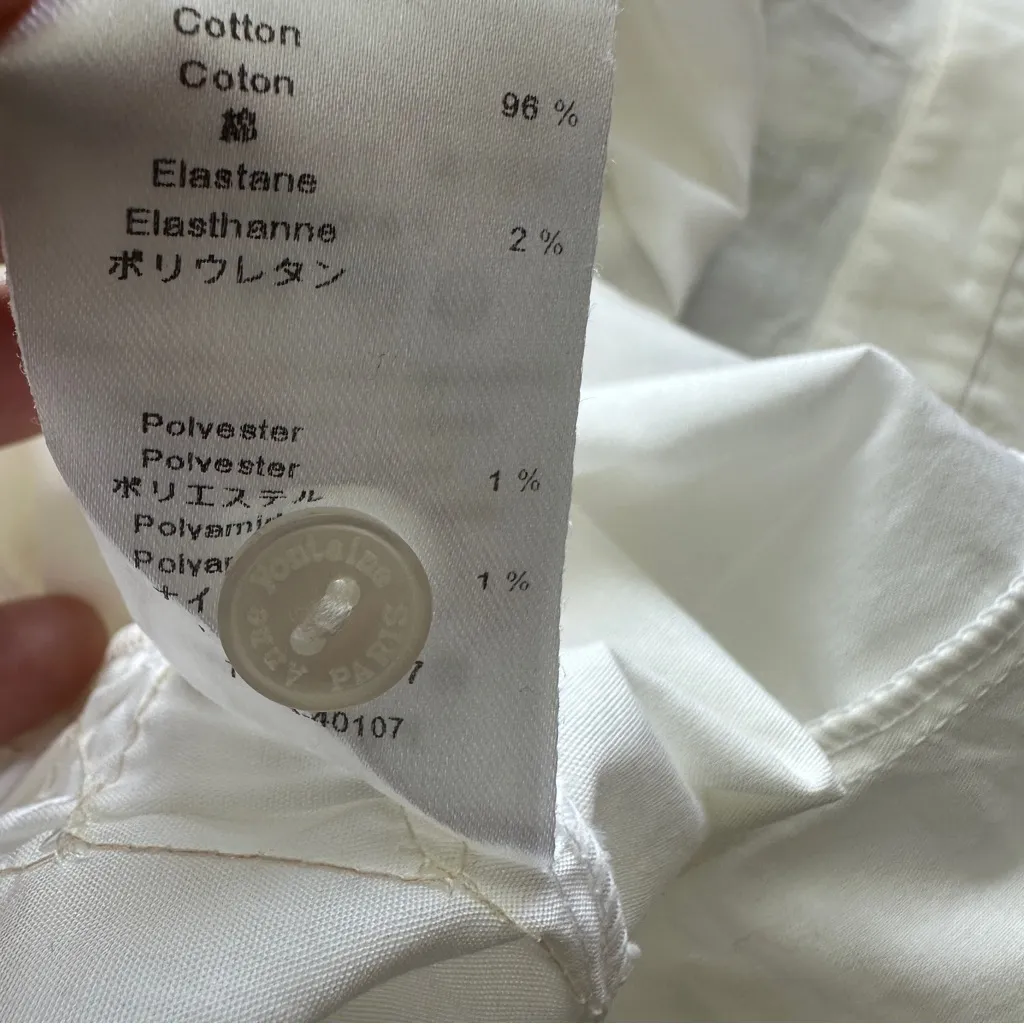 Cotton
Coton
綿
96 %
Elastane
Elasthanne
ポリウレタン
2 %
Polyester
Polyester
ポリエステル
1 %
1 %
40107
PARIS